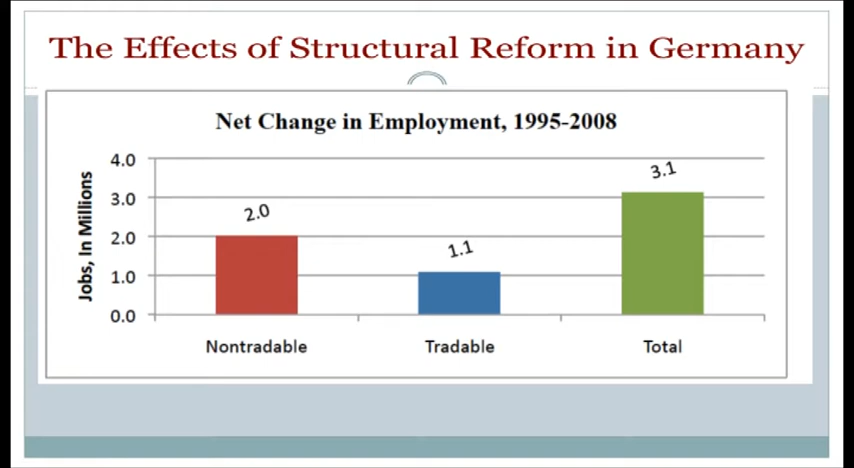 The Effects of Structural Reform in Germany
Net Change in Employment, 1995-2008
Jobs, In Millions
4.0
3.0
2.0
1.0
0.0
2.0
1.1
3.1
Nontradable
Tradable
Total